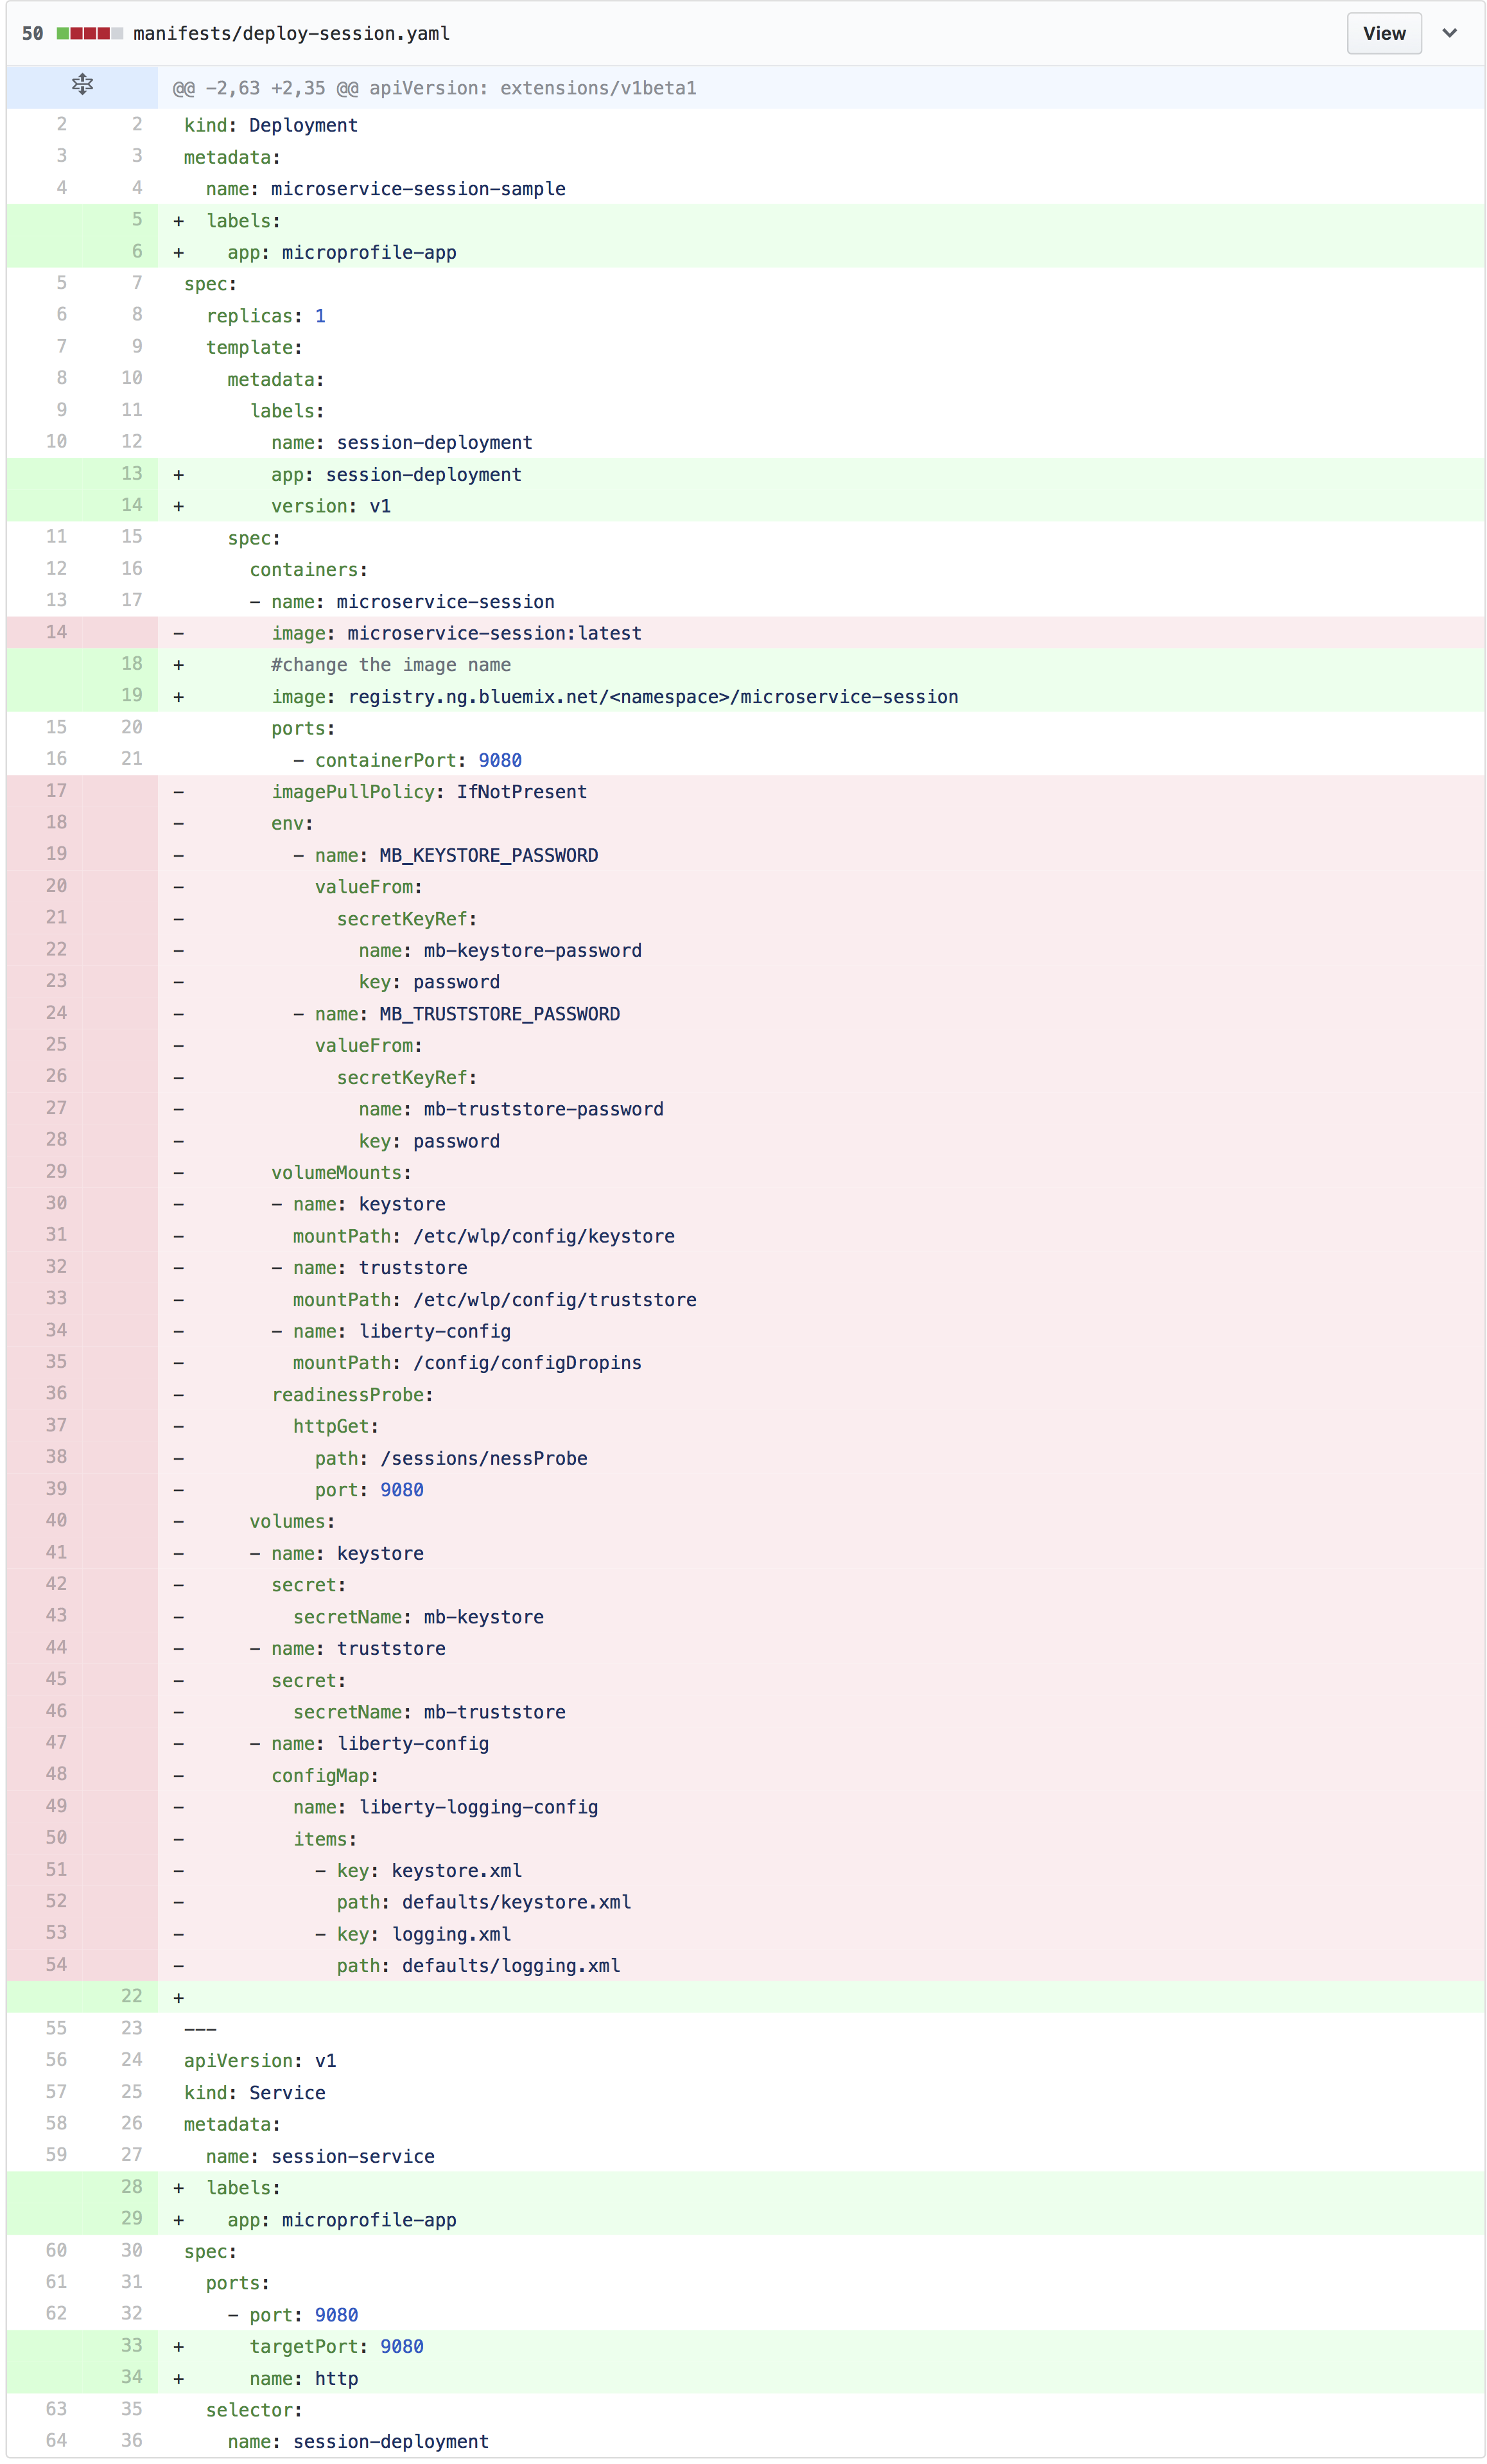 50 manifests/deploy-session.yaml View
@@ -2,63 +2,35 @@ apiVersion: extensions/v1beta1
2 2 kind: Deployment
3 3 metadata:
4 4   name: microservice-session-sample
5 +  labels:
6 +    app: microprofile-app
5 7 spec:
6 8   replicas: 1
7 9   template:
8 10     metadata:
9 11       labels:
10 12         name: session-deployment
13 +        app: session-deployment
14 +        version: v1
11 15     spec:
12 16       containers:
13 17       - name: microservice-session
14 -        image: microservice-session:latest
18 +        #change the image name
19 +        image: registry.ng.bluemix.net/<namespace>/microservice-session
15 20         ports:
16 21           - containerPort: 9080
17 -        imagePullPolicy: IfNotPresent
18 -        env:
19 -          - name: MB_KEYSTORE_PASSWORD
20 -            valueFrom:
21 -              secretKeyRef:
22 -                name: mb-keystore-password
23 -                key: password
24 -          - name: MB_TRUSTSTORE_PASSWORD
25 -            valueFrom:
26 -              secretKeyRef:
27 -                name: mb-truststore-password
28 -                key: password
29 -        volumeMounts:
30 -        - name: keystore
31 -          mountPath: /etc/wlp/config/keystore
32 -        - name: truststore
33 -          mountPath: /etc/wlp/config/truststore
34 -        - name: liberty-config
35 -          mountPath: /config/configDropins
36 -        readinessProbe:
37 -          httpGet:
38 -            path: /sessions/nessProbe
39 -            port: 9080
40 -      volumes:
41 -      - name: keystore
42 -        secret:
43 -          secretName: mb-keystore
44 -      - name: truststore
45 -        secret:
46 -          secretName: mb-truststore
47 -      - name: liberty-config
48 -        configMap:
49 -          name: liberty-logging-config
50 -          items:
51 -            - key: keystore.xml
52 -              path: defaults/keystore.xml
53 -            - key: logging.xml
54 -              path: defaults/logging.xml
22 +
55 23 ---
56 24 apiVersion: v1
57 25 kind: Service
58 26 metadata:
59 27   name: session-service
28 +  labels:
29 +    app: microprofile-app
60 30 spec:
61 31   ports:
62 32     - port: 9080
33 +      targetPort: 9080
34 +      name: http
63 35   selector:
64 36     name: session-deployment